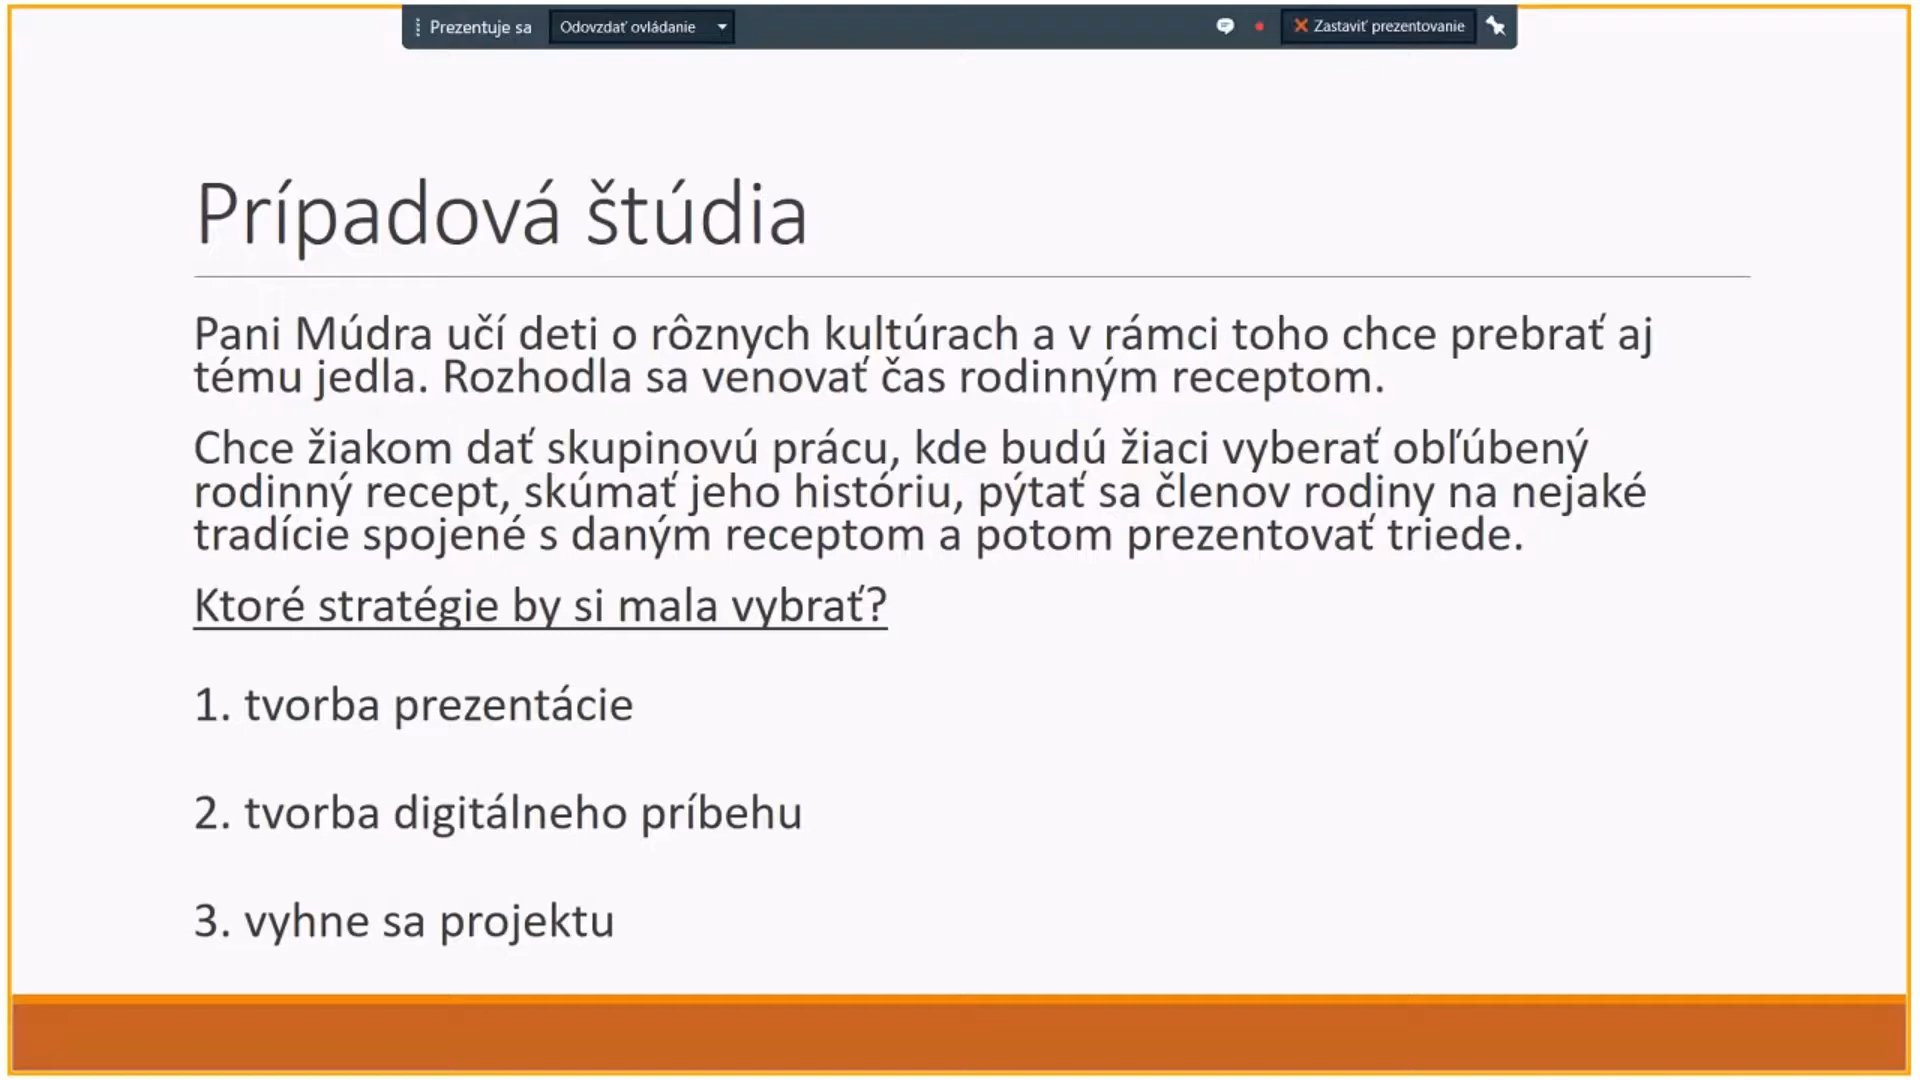 Prezentuje sa
Odovzdať ovládanie
Zastaviť prezentovanie
Prípadová štúdia
Pani Múdra učí deti o rôznych kultúrach a v rámci toho chce prebrať aj
tému jedla. Rozhodla sa venovať čas rodinným receptom.
Chce žiakom dať skupinovú prácu, kde budú žiaci vyberať obľúbený
rodinný recept, skúmať jeho históriu, pýtať sa členov rodiny na nejaké
tradície spojené s daným receptom a potom prezentovať triede.
Ktoré stratégie by si mala vybrať?
1. tvorba prezentácie
2. tvorba digitálneho príbehu
3. vyhne sa projektu